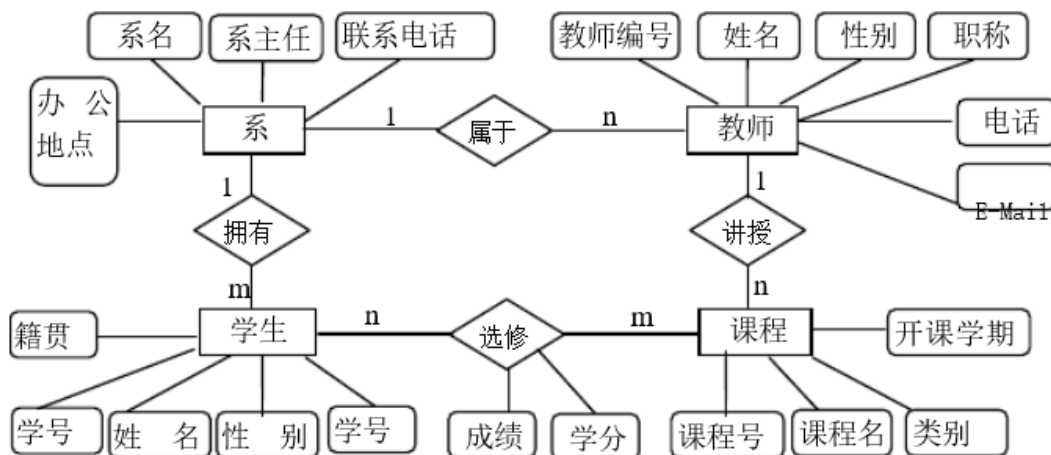 系名 系主任 联系电话 教师编号 姓名 性别 职称
办 公
地点
系 1 属于 n 教师 电话
E-Mail
1 1
拥有 讲授
m n
籍贯 学生 n 选修 m 课程 开课学期
学号 姓 名 性 别 学号 成绩 学分 课程号 课程名 类别